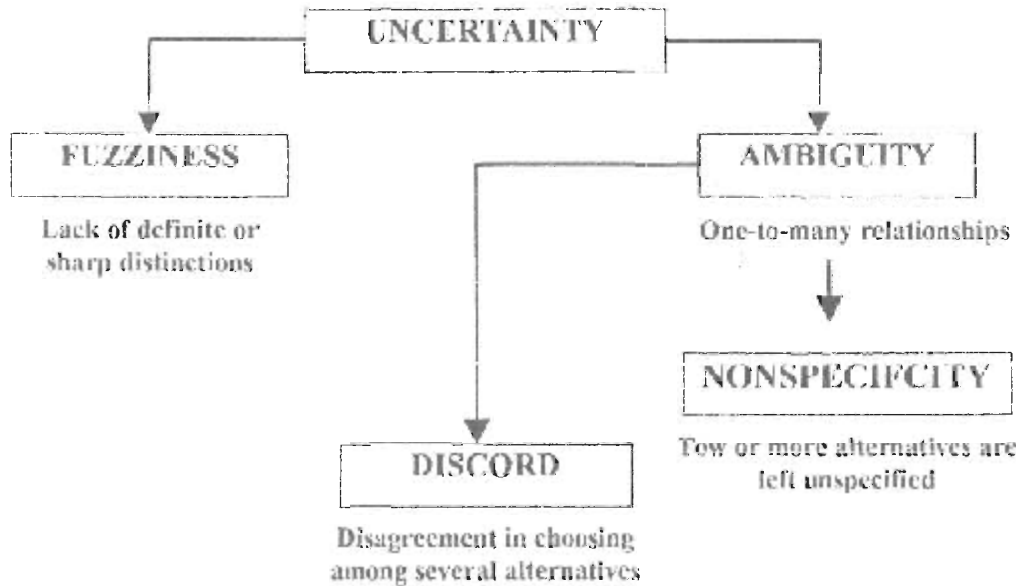 UNCERTAINTY
FUZZINESS
AMBIGUITY
Lack of definite or
sharp distinctions
One-to-many relationships
NONSPECIFCITY
Tow or more alternatives are
left unspecified
DISCORD
Disagreement in choosing
among several alternatives